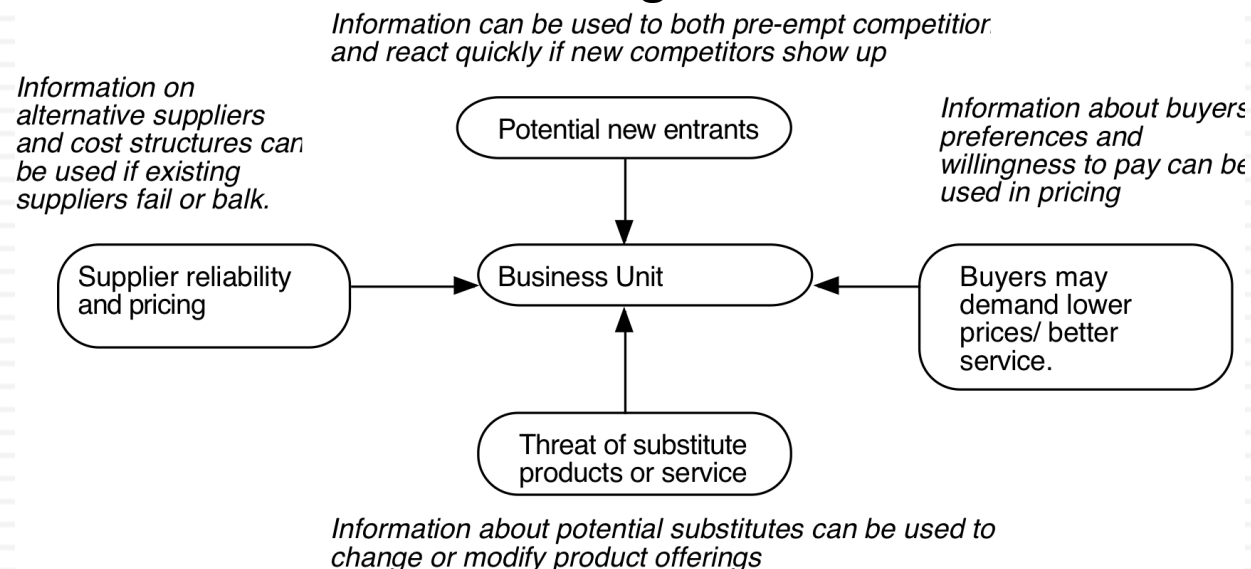 Information can be used to both pre-empt competition
and react quickly if new competitors show up
Information on
alternative suppliers
and cost structures can
be used if existing
suppliers fail or balk.
Potential new entrants
Information about buyers
preferences and
willingness to pay can be
used in pricing
Supplier reliability
and pricing
Business Unit
Buyers may
demand lower
prices/ better
service.
Threat of substitute
products or service
Information about potential substitutes can be used to
change or modify product offerings